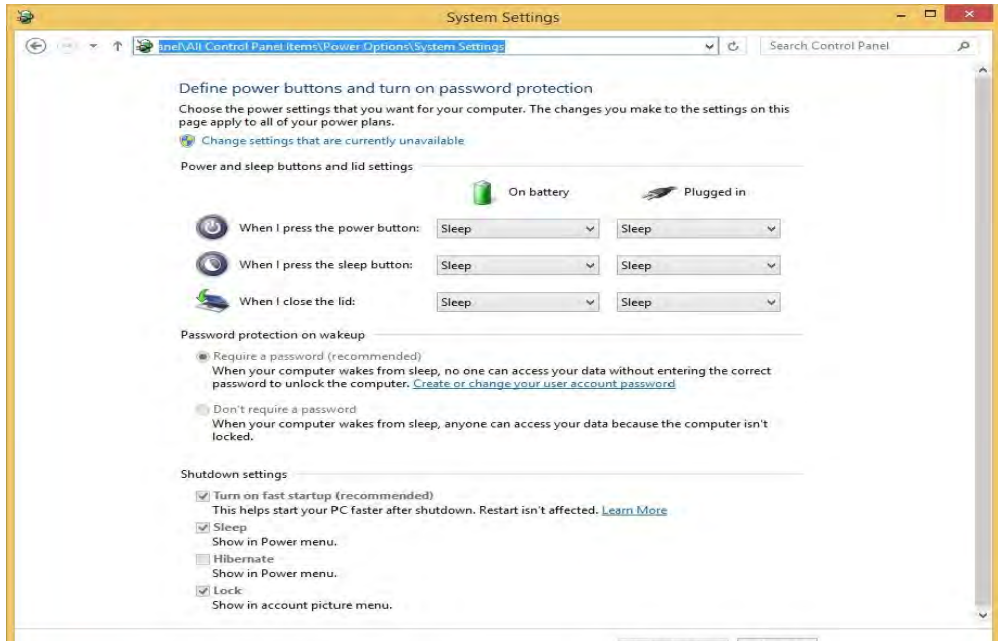 System Settings
anel\All Control Panel Items\Power Options\System Settings
Search Control Panel
Define power buttons and turn on password protection
Choose the power settings that you want for your computer. The changes you make to the settings on this
page apply to all of your power plans.
Change settings that are currently unavailable
Power and sleep buttons and lid settings
On battery Plugged in
When I press the power button: Sleep Sleep
When I press the sleep button: Sleep Sleep
When I close the lid: Sleep Sleep
Password protection on wakeup
Require a password (recommended)
When your computer wakes from sleep, no one can access your data without entering the correct
password to unlock the computer. Create or change your user account password
Don't require a password
When your computer wakes from sleep, anyone can access your data because the computer isn't
locked.
Shutdown settings
Turn on fast startup (recommended)
This helps start your PC faster after shutdown. Restart isn't affected. Learn More
Sleep
Show in Power menu.
Hibernate
Show in Power menu.
Lock
Show in account picture menu.